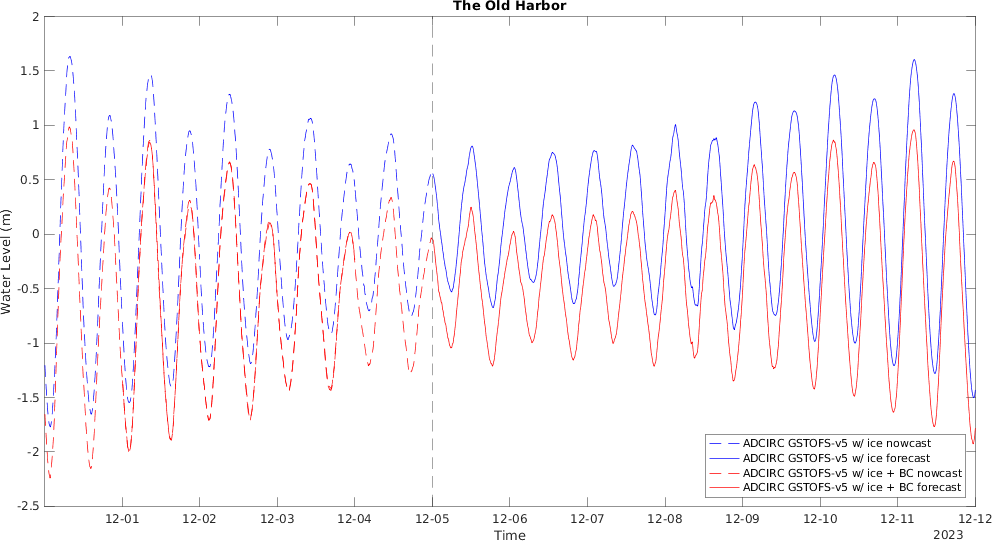 The Old Harbor
2
1.5
1
0.5
0
-0.5
-1
-1.5
-2
-2.5
Water Level (m)
12-01 12-02 12-03 12-04 12-05 12-06 12-07 12-08 12-09 12-10 12-11 12-12
Time
2023
ADCIRC GSTOFS-v5 w/ ice nowcast
ADCIRC GSTOFS-v5 w/ ice forecast
ADCIRC GSTOFS-v5 w/ ice + BC nowcast
ADCIRC GSTOFS-v5 w/ ice + BC forecast